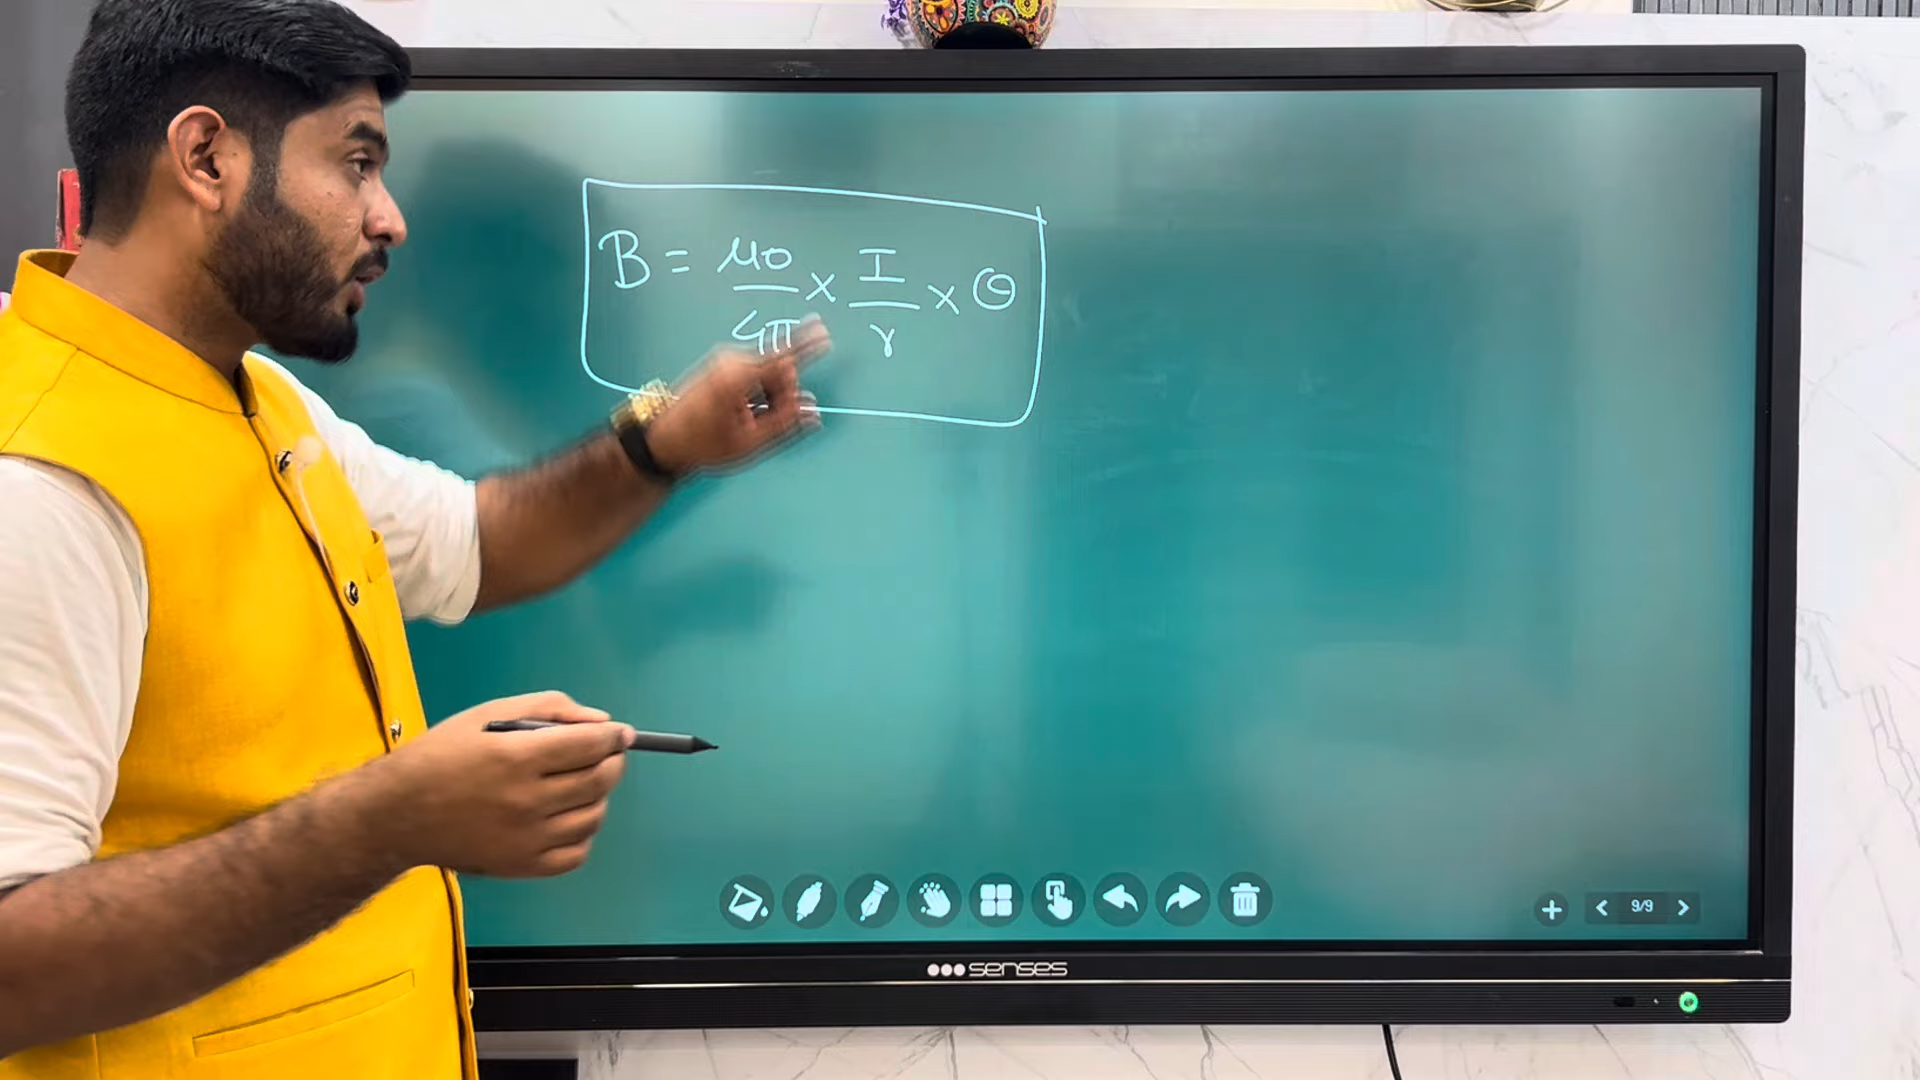 B = μ0/4π × I/r × Θ
9/9
senses